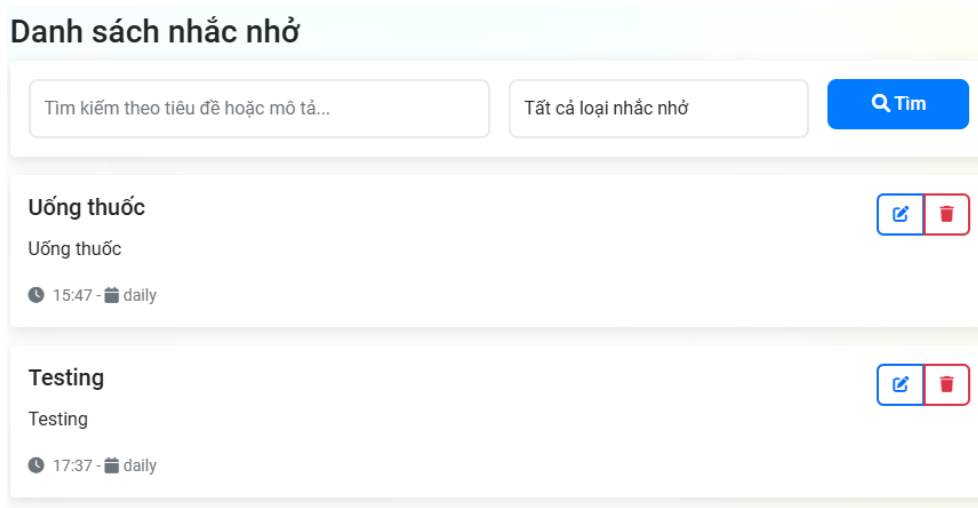 Danh sách nhắc nhở
Tìm kiếm theo tiêu đề hoặc mô tả...
Tất cả loại nhắc nhở
Tìm
Uống thuốc
Uống thuốc
15:47 - daily
Testing
Testing
17:37 - daily